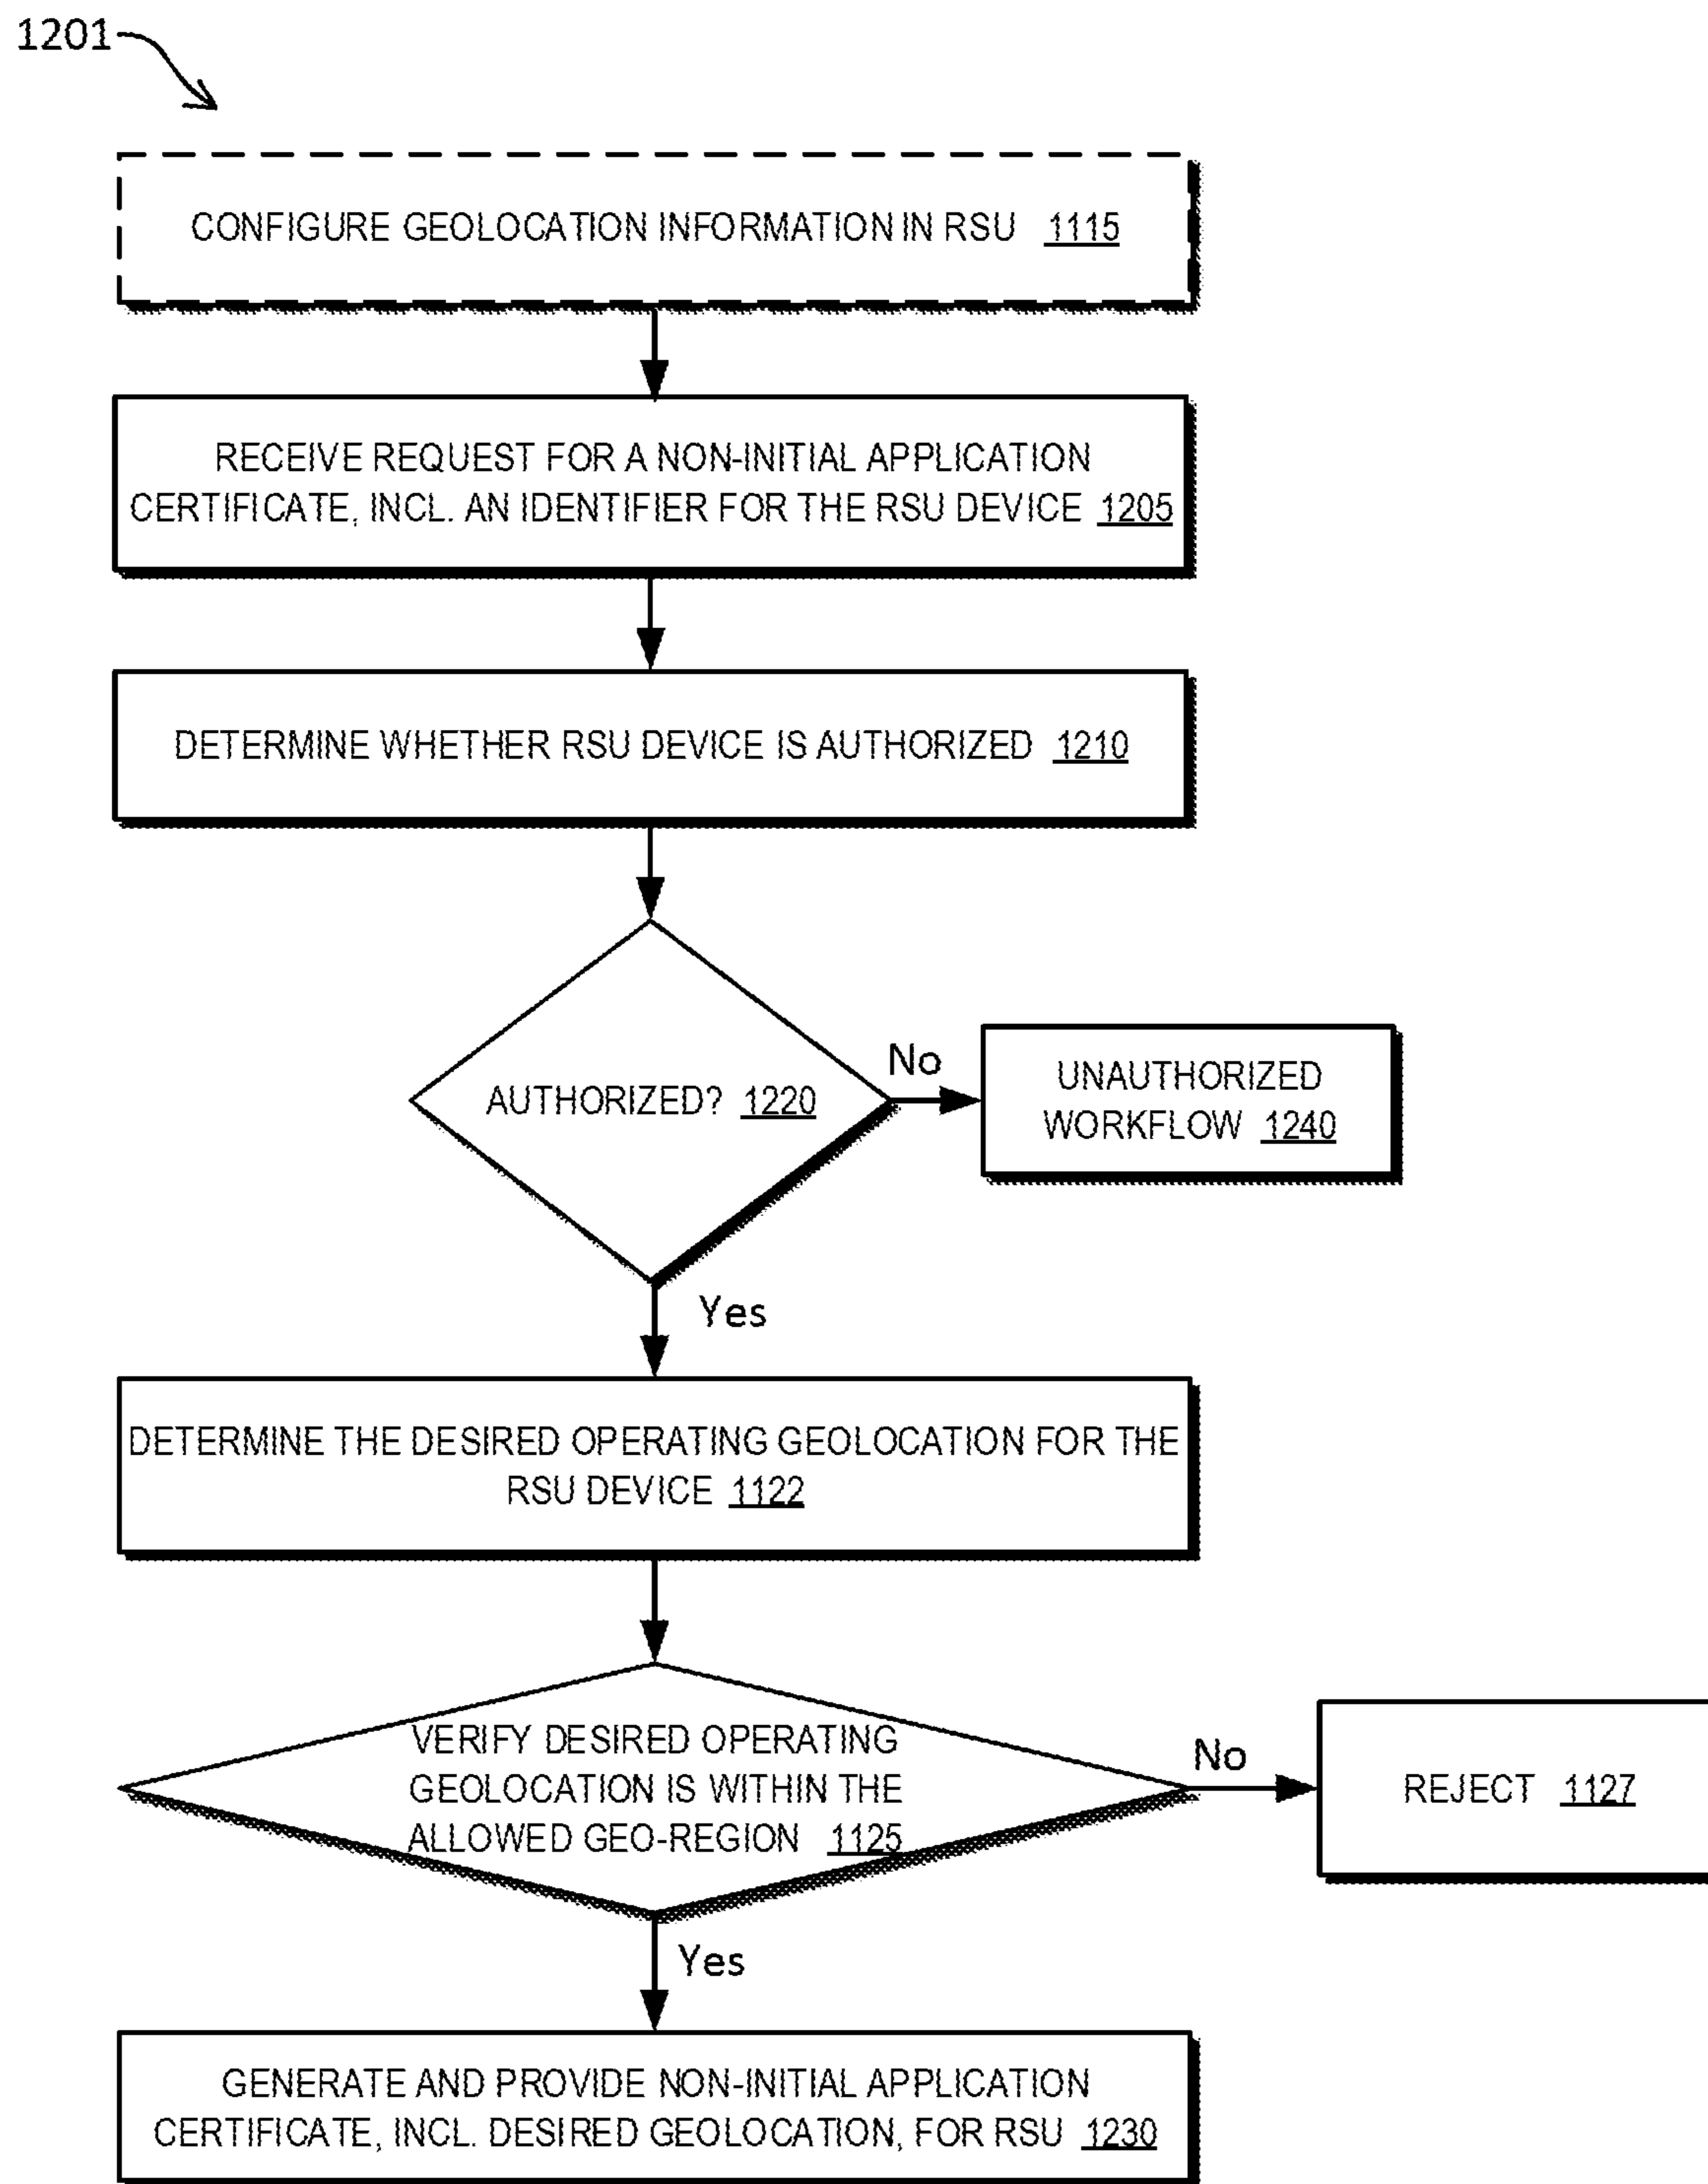 1201
CONFIGURE GEOLOCATION INFORMATION IN RSU 1115
RECEIVE REQUEST FOR A NON-INITIAL APPLICATION
CERTIFICATE, INCL. AN IDENTIFIER FOR THE RSU DEVICE 1205
DETERMINE WHETHER RSU DEVICE IS AUTHORIZED 1210
AUTHORIZED? 1220
No
UNAUTHORIZED
WORKFLOW 1240
Yes
DETERMINE THE DESIRED OPERATING GEOLOCATION FOR THE
RSU DEVICE 1122
VERIFY DESIRED OPERATING
GEOLOCATION IS WITHIN THE
ALLOWED GEO-REGION 1125
No
REJECT 1127
Yes
GENERATE AND PROVIDE NON-INITIAL APPLICATION
CERTIFICATE, INCL. DESIRED GEOLOCATION, FOR RSU 1230